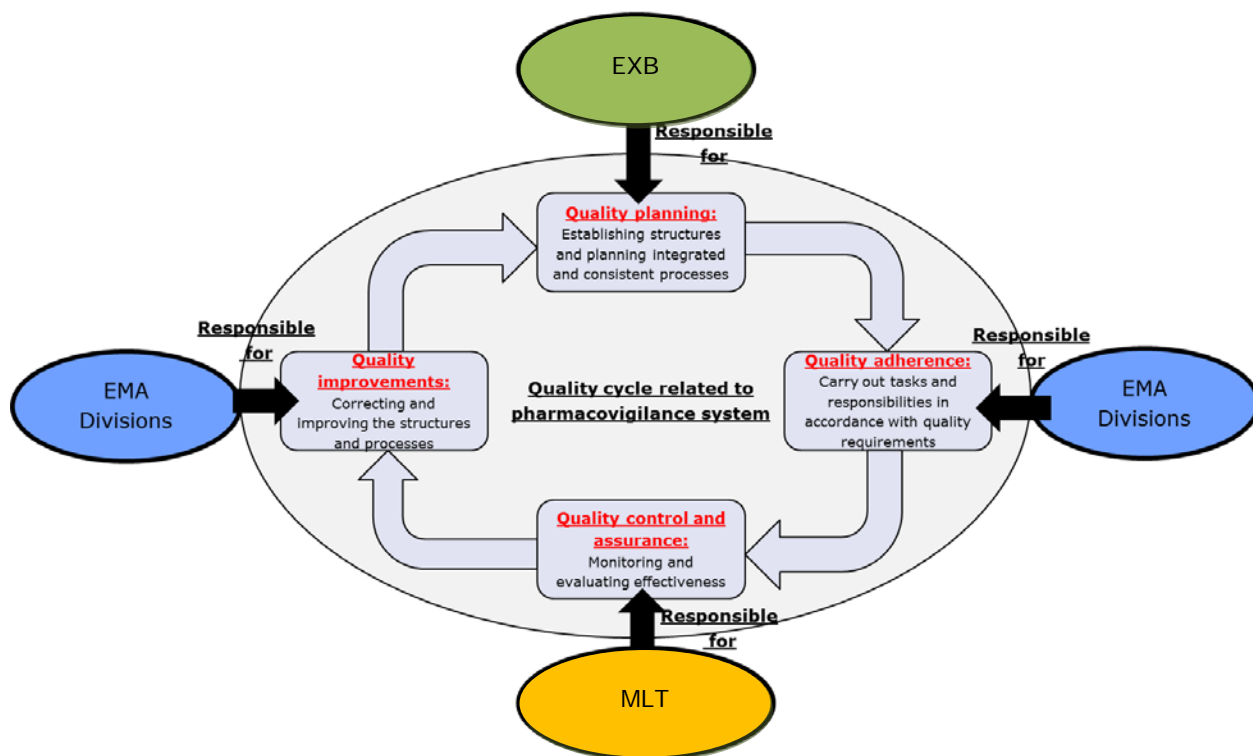 EXB
Responsible
for
Quality planning:
Establishing structures
and planning integrated
and consistent processes
Responsible
for
Quality
improvements:
Correcting and
improving the structures
and processes
EMA
Divisions
Quality cycle related to
pharmacovigilance system
Responsible
for
Quality adherence:
Carry out tasks and
responsibilities in
accordance with quality
requirements
EMA
Divisions
Quality control and
assurance:
Monitoring and
evaluating effectiveness
Responsible
for
MLT